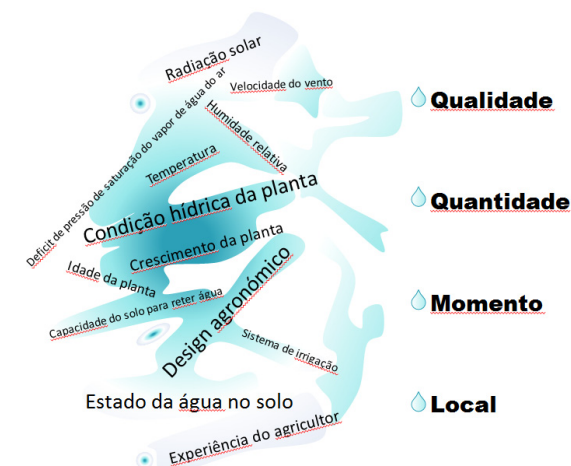 Radiação solar
Velocidade do vento
Deficit de pressão de saturação do vapor de água do ar
Humidade relativa
Temperatura
Condição hídrica da planta
Crescimento da planta
Idade da planta
Capacidade do solo para reter água
Design agronómico
Sistema de irrigação
Estado da água no solo
Experiência do agricultor
Qualidade
Quantidade
Momento
Local